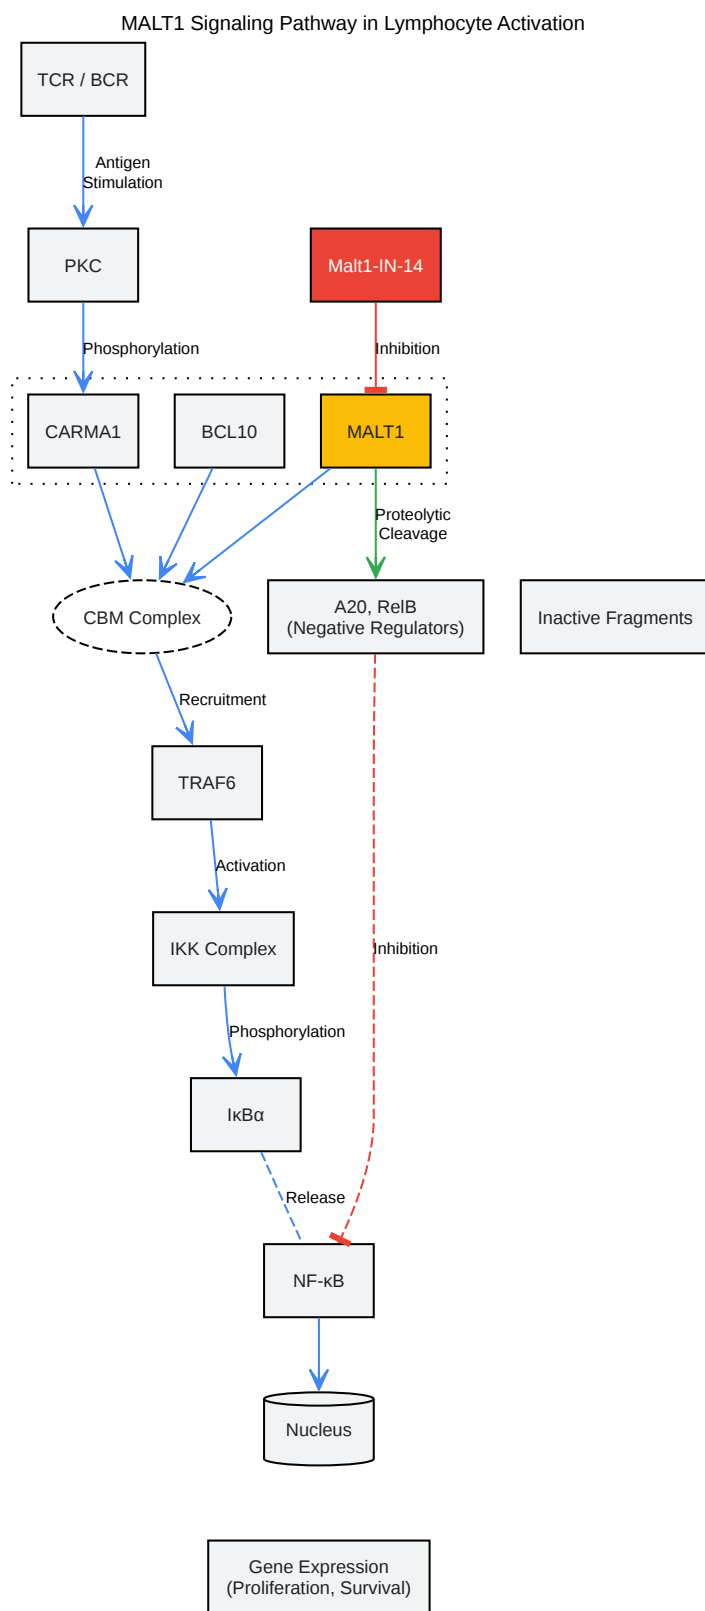 MALT1 Signaling Pathway in Lymphocyte Activation
TCR / BCR
Antigen
Stimulation
PKC
Malt1-IN-14
Phosphorylation
Inhibition
CARMA1
BCL10
MALT1
Proteolytic
Cleavage
CBM Complex
A20, RelB
(Negative Regulators)
Inactive Fragments
Recruitment
TRAF6
Activation
IKK Complex
Inhibition
Phosphorylation
IκBα
Release
NF-κB
Nucleus
Gene Expression
(Proliferation, Survival)